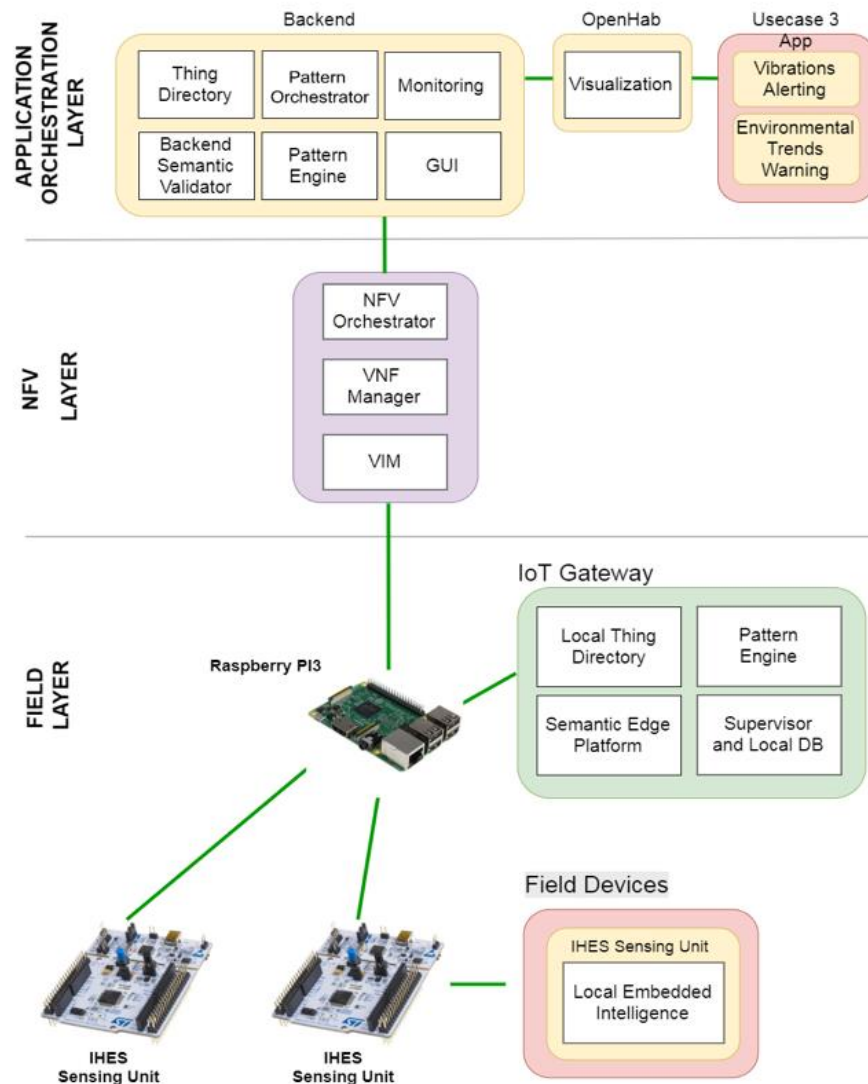 Backend
OpenHab
Usecase 3
App
APPLICATION
ORCHESTRATION
LAYER
Thing
Directory
Pattern
Orchestrator
Monitoring
Backend
Semantic
Validator
Pattern
Engine
GUI
Visualization
Vibrations
Alerting
Environmental
Trends
Warning
NFV
LAYER
NFV
Orchestrator
VNF
Manager
VIM
FIELD
LAYER
IoT Gateway
Raspberry PI3
Local Thing
Directory
Pattern
Engine
Semantic Edge
Platform
Supervisor
and Local DB
Field Devices
IHES Sensing Unit
Local Embedded
Intelligence
IHES
Sensing Unit
IHES
Sensing Unit